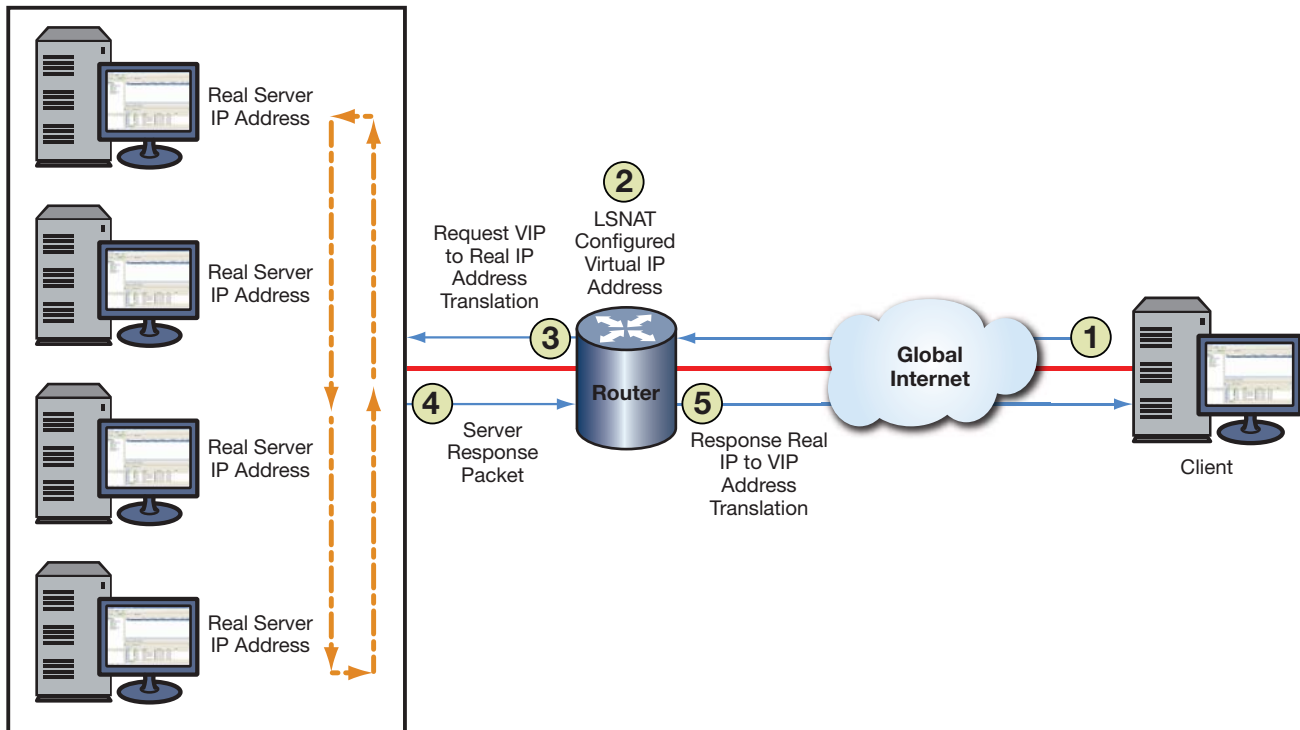 Real Server
IP Address
Real Server
IP Address
Real Server
IP Address
Real Server
IP Address
Request VIP
to Real IP
Address
Translation
3
4
Server
Response
Packet
2
LSNAT
Configured
Virtual IP
Address
Router
5
Response Real
IP to VIP
Address
Translation
Global
Internet
1
Client